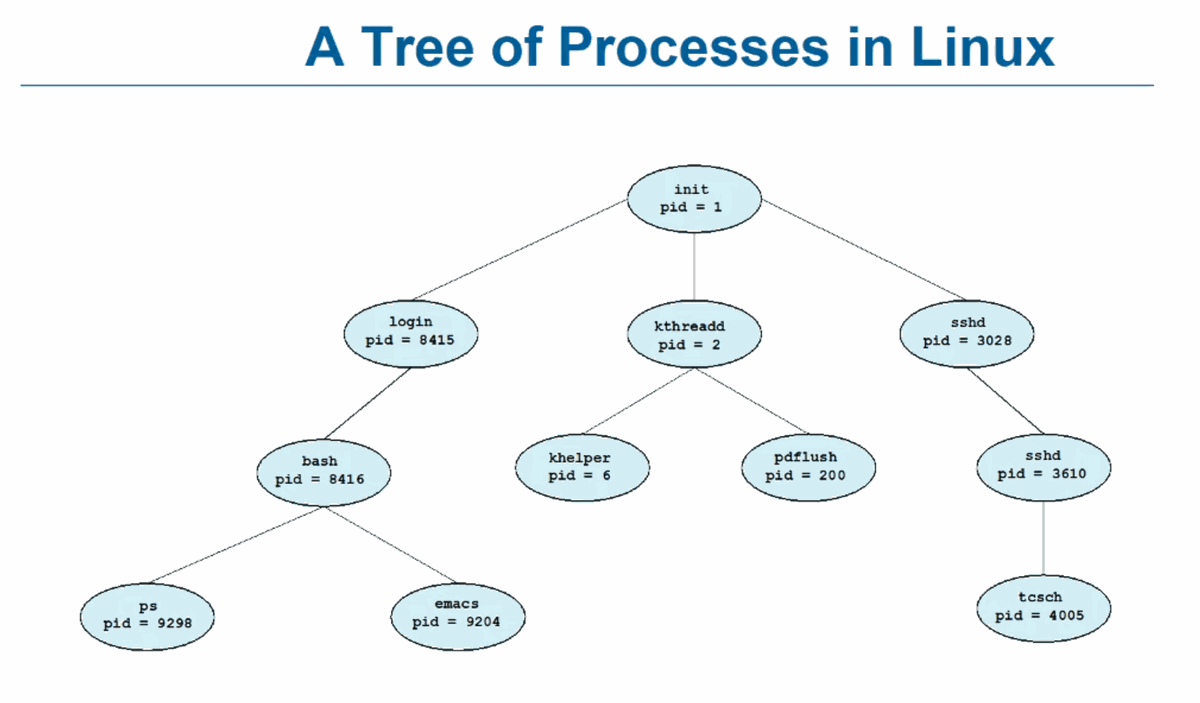 A Tree of Processes in Linux
init
pid = 1
login
pid = 8415
kthreadd
pid = 2
sshd
pid = 3028
bash
pid = 8416
khelper
pid = 6
pdflush
pid = 200
sshd
pid = 3610
ps
pid = 9298
emacs
pid = 9204
tcsch
pid = 4005